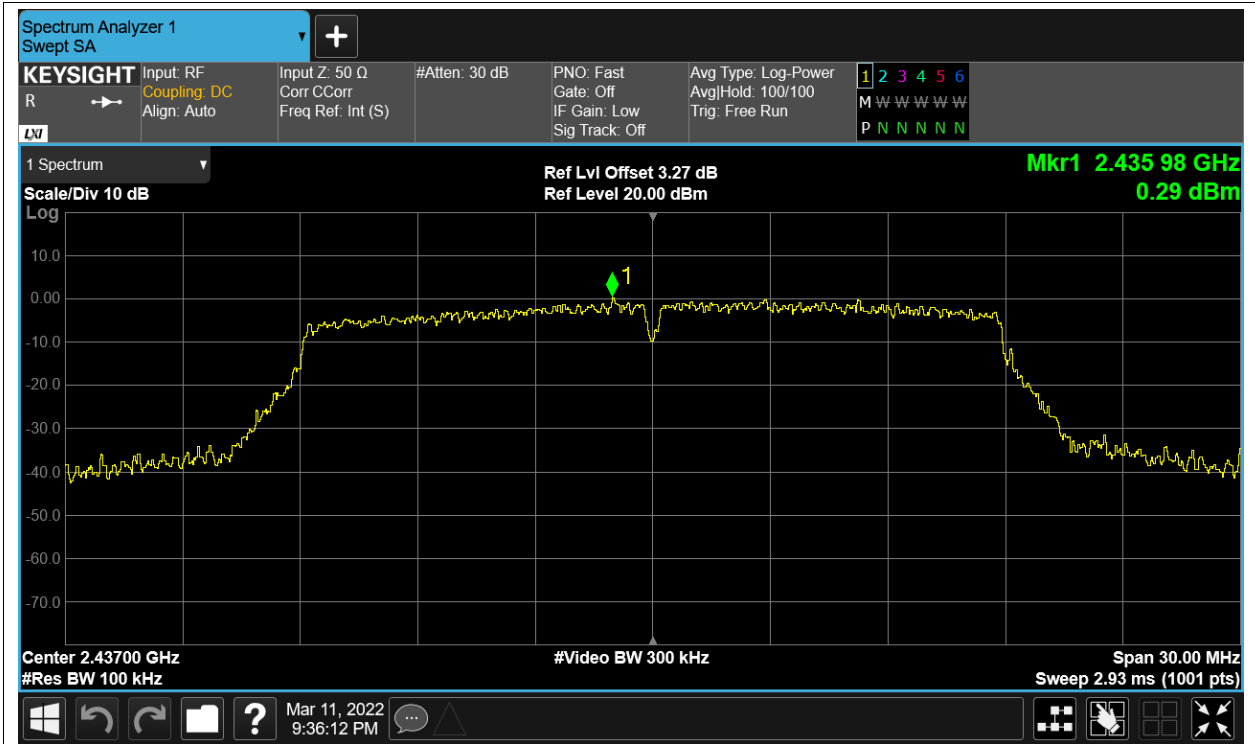 Spectrum Analyzer 1
Swept SA
+
KEYSIGHT
R
LXI
Input: RF
Coupling: DC
Align: Auto
Input Z: 50 Ω
Corr CCorr
Freq Ref: Int (S)
#Atten: 30 dB
PNO: Fast
Gate: Off
IF Gain: Low
Sig Track: Off
Avg Type: Log-Power
Avg|Hold: 100/100
Trig: Free Run
1 2 3 4 5 6
M W W W W W
P N N N N N
1 Spectrum
Scale/Div 10 dB
Log
Ref Lvl Offset 3.27 dB
Ref Level 20.00 dBm
Mkr1 2.435 98 GHz
0.29 dBm
10.0
0.00
-10.0
-20.0
-30.0
-40.0
-50.0
-60.0
-70.0
1
Center 2.43700 GHz
#Res BW 100 kHz
#Video BW 300 kHz
Span 30.00 MHz
Sweep 2.93 ms (1001 pts)
?
Mar 11, 2022
9:36:12 PM